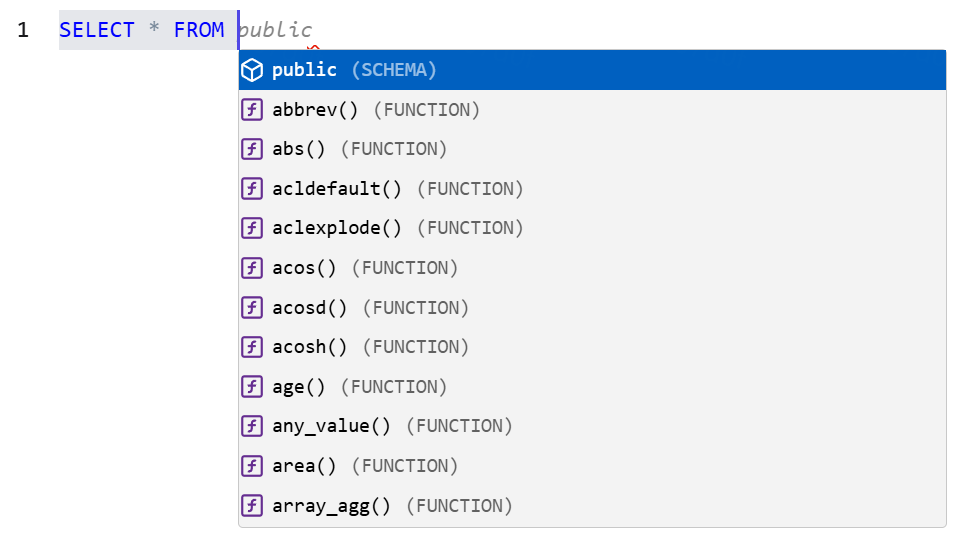 1 SELECT * FROM public
public (SCHEMA)
abbrev() (FUNCTION)
abs() (FUNCTION)
acldefault() (FUNCTION)
aclexplode() (FUNCTION)
acos() (FUNCTION)
acosd() (FUNCTION)
acosh() (FUNCTION)
age() (FUNCTION)
any_value() (FUNCTION)
area() (FUNCTION)
array_agg() (FUNCTION)